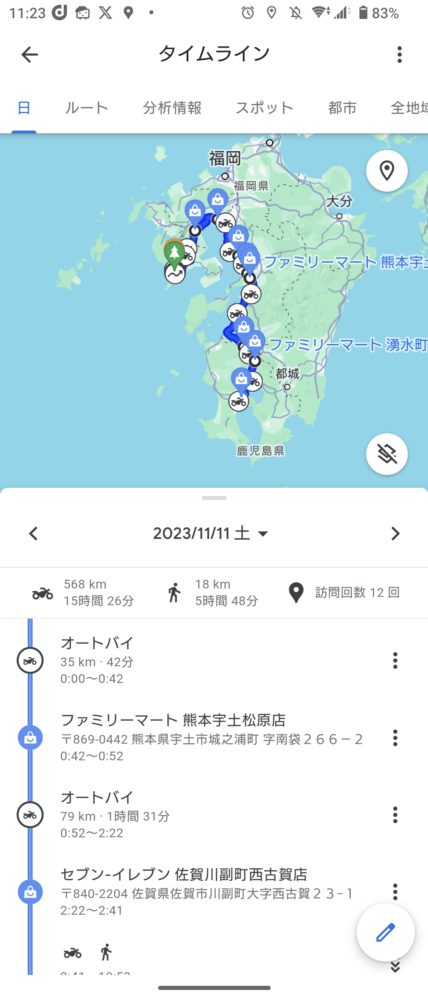 11:23
83%
タイムライン
日 ルート 分析情報 スポット 都市 全地域
福岡
福岡県
大分
ファミリーマート 熊本宇土
ファミリーマート 湧水町
都城
鹿児島県
2023/11/11 土
568 km
15時間 26分
18 km
5時間 48分
訪問回数 12 回
オートバイ
35 km · 42分
0:00～0:42
ファミリーマート 熊本宇土松原店
〒869-0442 熊本県宇土市城之浦町 字南袋２６６－２
0:42～0:52
オートバイ
79 km · 1時間 31分
0:52～2:22
セブン-イレブン 佐賀川副町西古賀店
〒840-2204 佐賀県佐賀市川副町大字西古賀２３−１
2:22～2:41